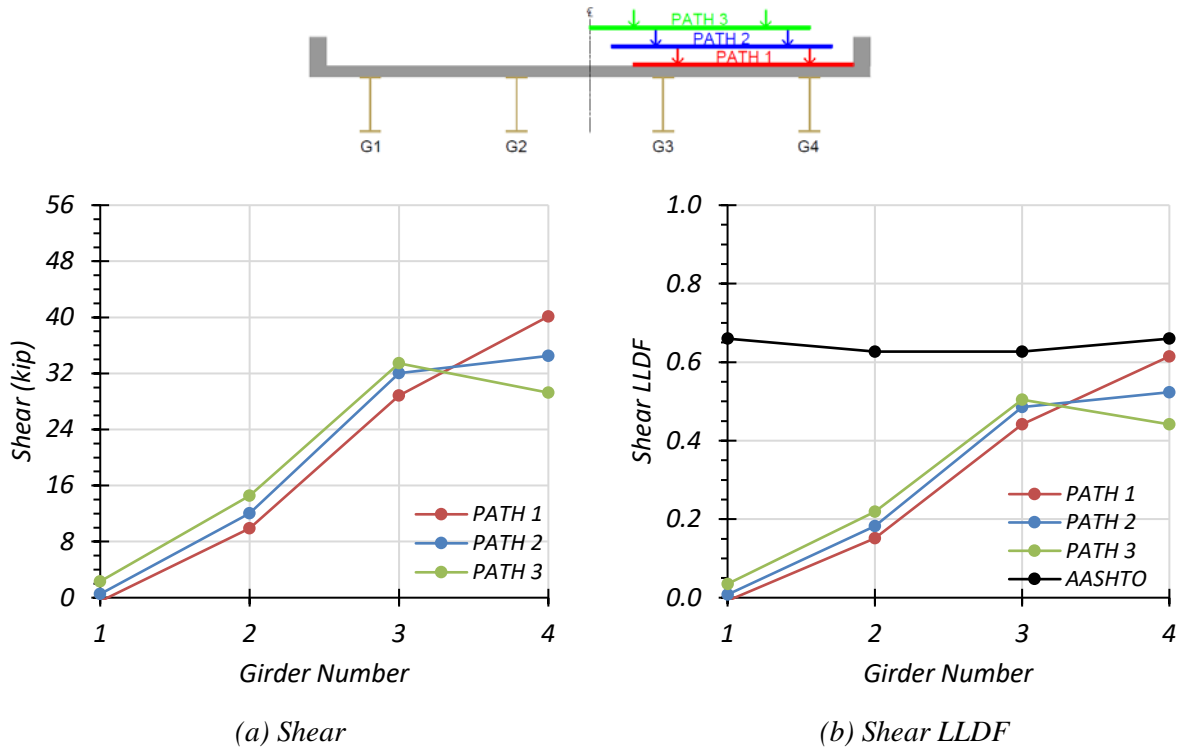 ℄
PATH 3
PATH 2
PATH 1
G1 G2 G3 G4
56
48
40
32
24
16
8
0
Shear (kip)
1 2 3 4
Girder Number
PATH 1
PATH 2
PATH 3
(a) Shear
1.0
0.8
0.6
0.4
0.2
0.0
Shear LLDF
1 2 3 4
Girder Number
PATH 1
PATH 2
PATH 3
AASHTO
(b) Shear LLDF